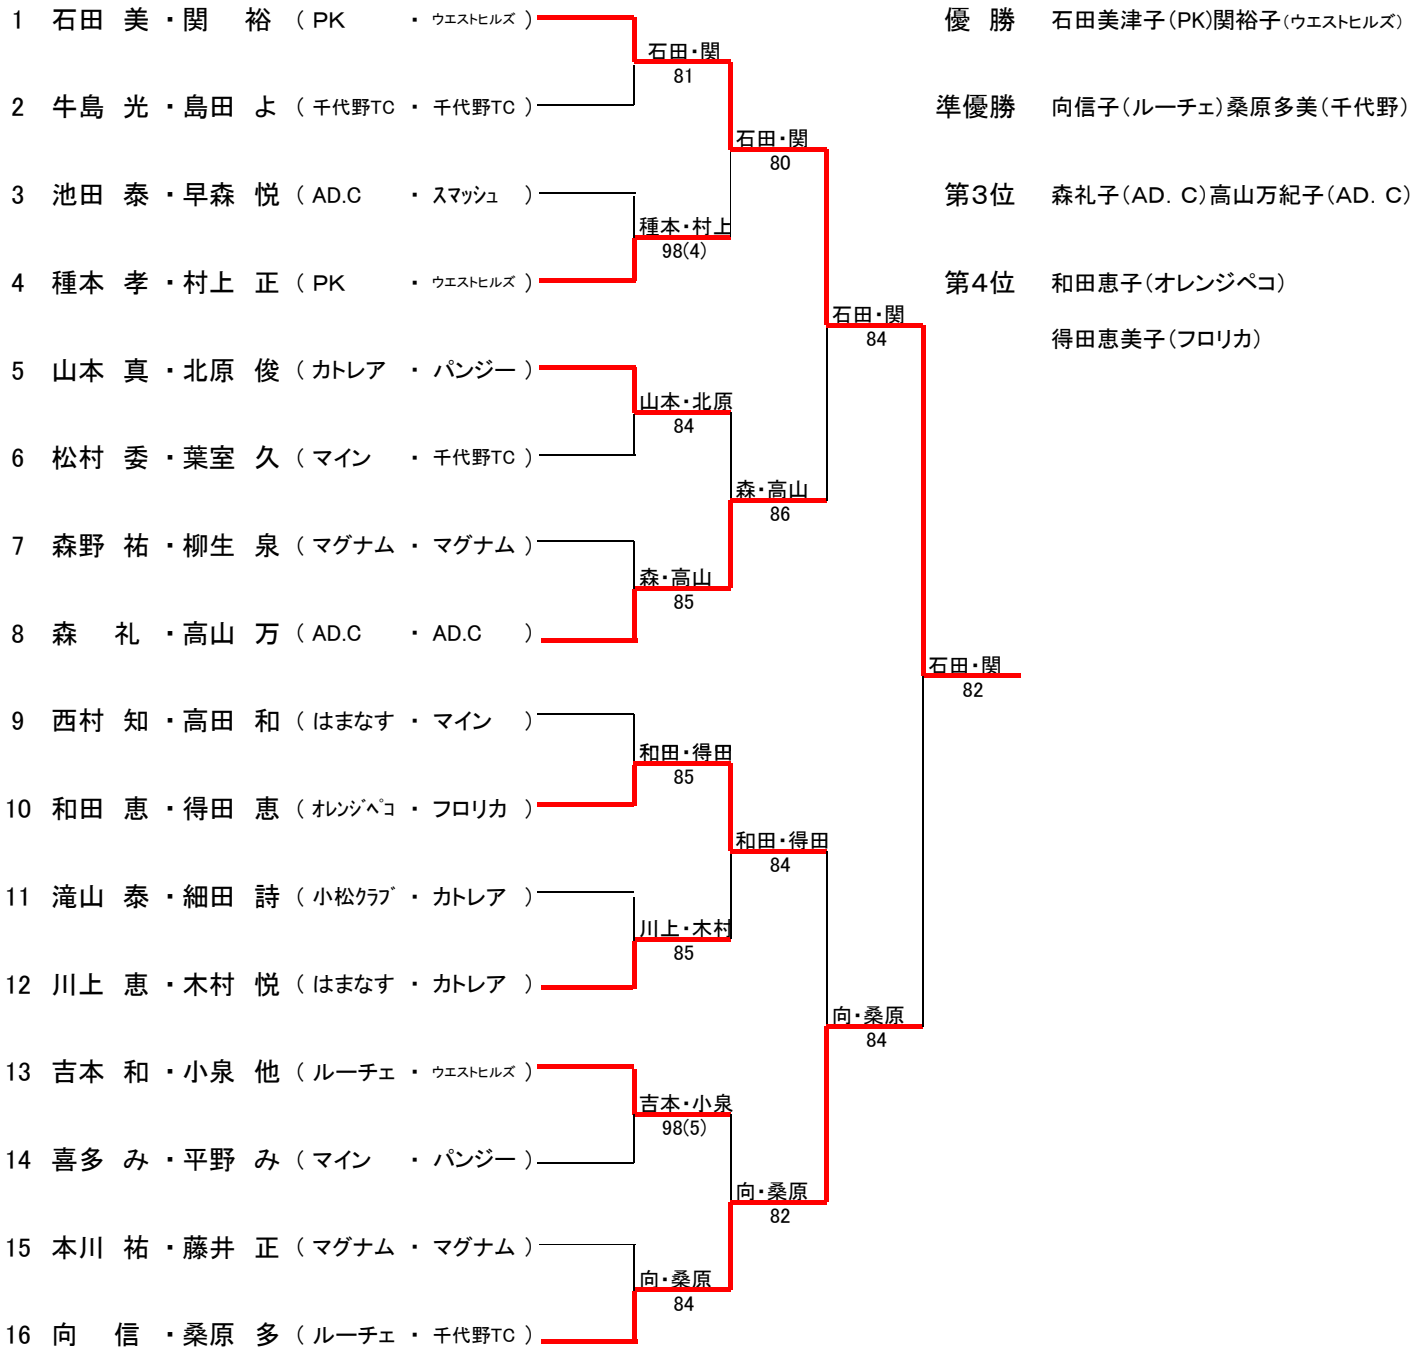 1 石田 美 ・関 裕 ( PK ・ ウエストヒルズ ) 優 勝 石田美津子(PK)関裕子(ウエストヒルズ)
石田・関
81
2 牛島 光 ・島田 よ ( 千代野TC ・ 千代野TC ) 準優勝 向信子(ルーチェ)桑原多美(千代野)
石田・関
80
3 池田 泰 ・早森 悦 ( AD.C ・ スマッシュ ) 第3位 森礼子(AD. C)高山万紀子(AD. C)
種本・村上
98(4)
4 種本 孝 ・村上 正 ( PK ・ ウエストヒルズ ) 第4位 和田恵子(オレンジペコ)
石田・関
84
得田恵美子(フロリカ)
5 山本 真 ・北原 俊 ( カトレア ・ パンジー )
山本・北原
84
6 松村 委 ・葉室 久 ( マイン ・ 千代野TC )
森・高山
86
7 森野 祐 ・柳生 泉 ( マグナム ・ マグナム )
森・高山
85
8 森 礼 ・高山 万 ( AD.C ・ AD.C )
石田・関
82
9 西村 知 ・高田 和 ( はまなす ・ マイン )
和田・得田
85
10 和田 恵 ・得田 恵 ( オレンジペコ ・ フロリカ )
和田・得田
84
11 滝山 泰 ・細田 詩 ( 小松クラブ ・ カトレア )
川上・木村
85
12 川上 恵 ・木村 悦 ( はまなす ・ カトレア )
向・桑原
84
13 吉本 和 ・小泉 他 ( ルーチェ ・ ウエストヒルズ )
吉本・小泉
98(5)
14 喜多 み ・平野 み ( マイン ・ パンジー )
向・桑原
82
15 本川 祐 ・藤井 正 ( マグナム ・ マグナム )
向・桑原
84
16 向 信 ・桑原 多 ( ルーチェ ・ 千代野TC )